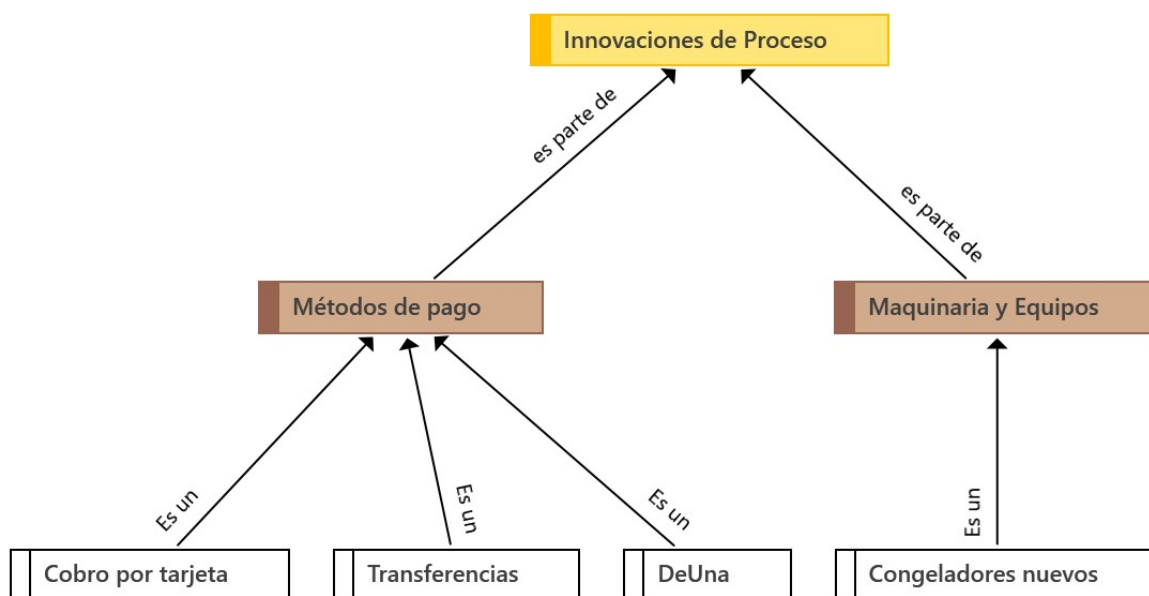 Innovaciones de Proceso
es parte de
es parte de
Métodos de pago
Maquinaria y Equipos
Es un
Es un
Es un
Es un
Cobro por tarjeta
Transferencias
DeUna
Congeladores nuevos